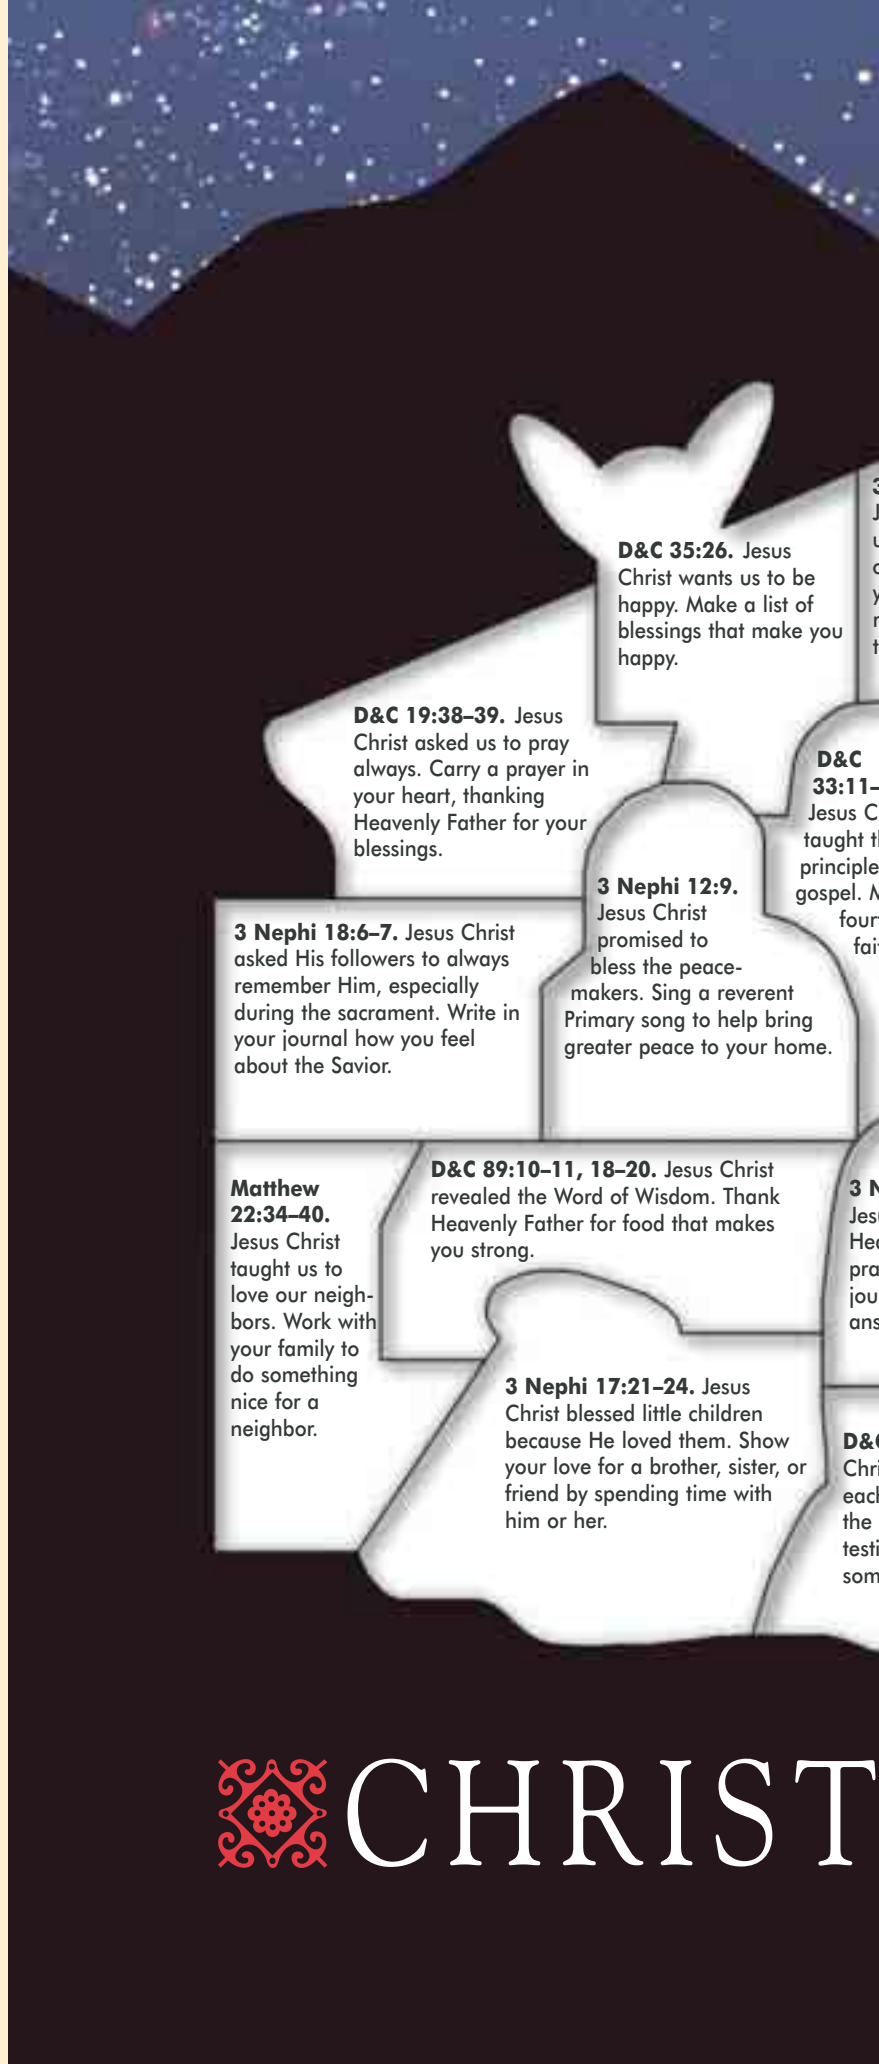 D&C 35:26. Jesus
Christ wants us to be
happy. Make a list of
blessings that make you
happy.
D&C 19:38–39. Jesus
Christ asked us to pray
always. Carry a prayer in
your heart, thanking
Heavenly Father for your
blessings.
D&C
33:11–
Jesus
taught
gospel.
3 Nephi 12:9.
Jesus Christ
promised to
bless the peace-
makers. Sing a reverent
Primary song to help bring
greater peace to your home.
3 Nephi 18:6–7. Jesus Christ
asked His followers to always
remember Him, especially
during the sacrament. Write in
your journal how you feel
about the Savior.
Matthew
22:34–40.
Jesus Christ
taught us to
love our neigh-
bors. Work with
your family to
do something
nice for a
neighbor.
D&C 89:10–11, 18–20. Jesus Christ
revealed the Word of Wisdom. Thank
Heavenly Father for food that makes
you strong.
3
3 Nephi 17:21–24. Jesus
Christ blessed little children
because He loved them. Show
your love for a brother, sister, or
friend by spending time with
him or her.
the
CHRIST